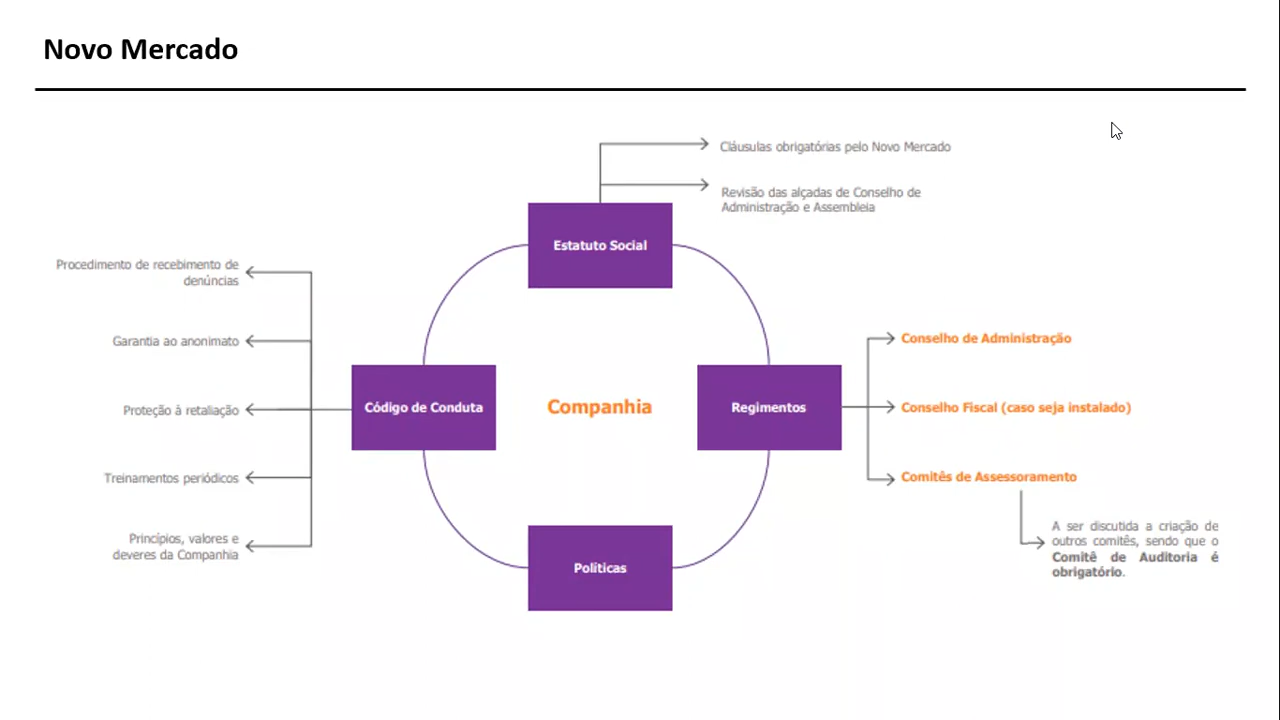 Novo Mercado
Cláusulas obrigatórias pelo Novo Mercado
Revisão das alçadas de Conselho de
Administração e Assembleia
Estatuto Social
Procedimento de recebimento de
denúncias
Garantia ao anonimato
Proteção à retaliação
Treinamentos periódicos
Princípios, valores e
deveres da Companhia
Código de Conduta
Companhia
Regimentos
Conselho de Administração
Conselho Fiscal (caso seja instalado)
Comitês de Assessoramento
A ser discutida a criação de
outros comitês, sendo que o
Comitê de Auditoria é
obrigatório.
Políticas